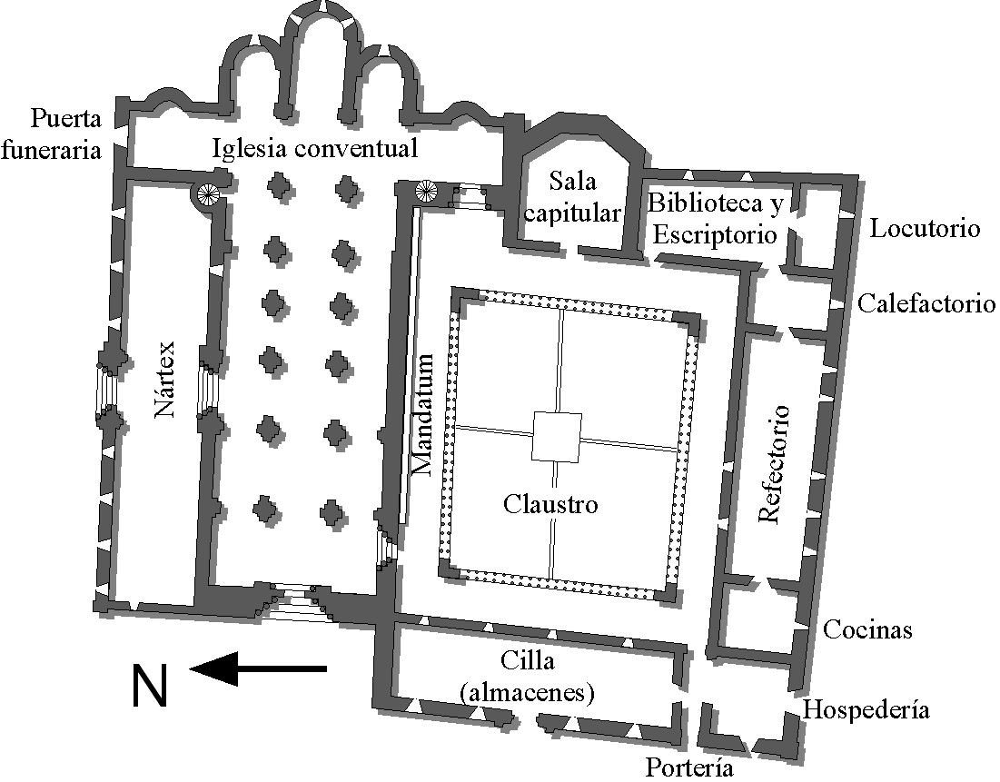 Puerta
funeraria
Iglesia conventual
Sala
capitular
Biblioteca y
Escriptorio
Locutorio
Calefactorio
Nártex
Mandatum
Refectorio
Claustro
Cocinas
Cilla
(almacenes)
N
Hospedería
Portería